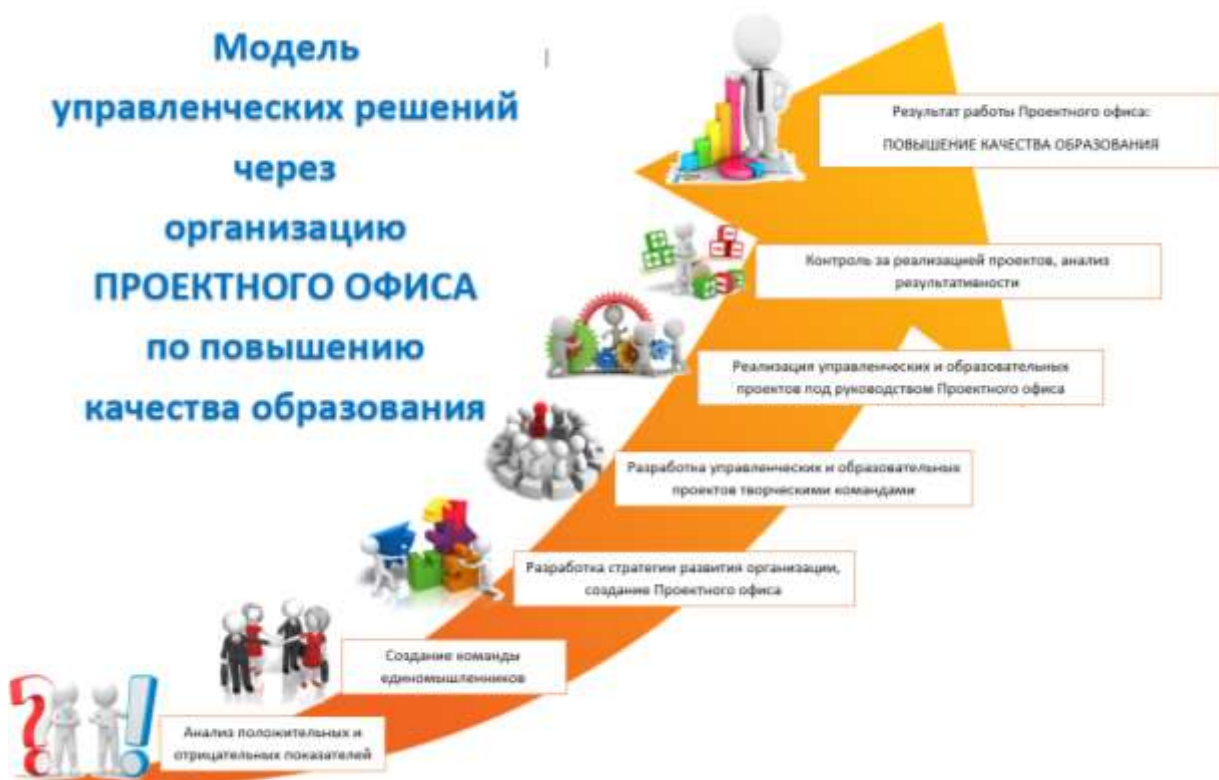 Модель
управленческих решений
через
организацию
ПРОЕКТНОГО ОФИСА
по повышению
качества образования
Результат работы Проектного офиса:
ПОВЫШЕНИЕ КАЧЕСТВА ОБРАЗОВАНИЯ
Контроль за реализацией проектов, анализ
результативности
Реализация управленческих и образовательных
проектов под руководством Проектного офиса
Разработка управленческих и образовательных
проектов творческими командами
Разработка стратегии развития организации,
создание Проектного офиса
Создание команды
единомышленников
Анализ положительных и
отрицательных показателей